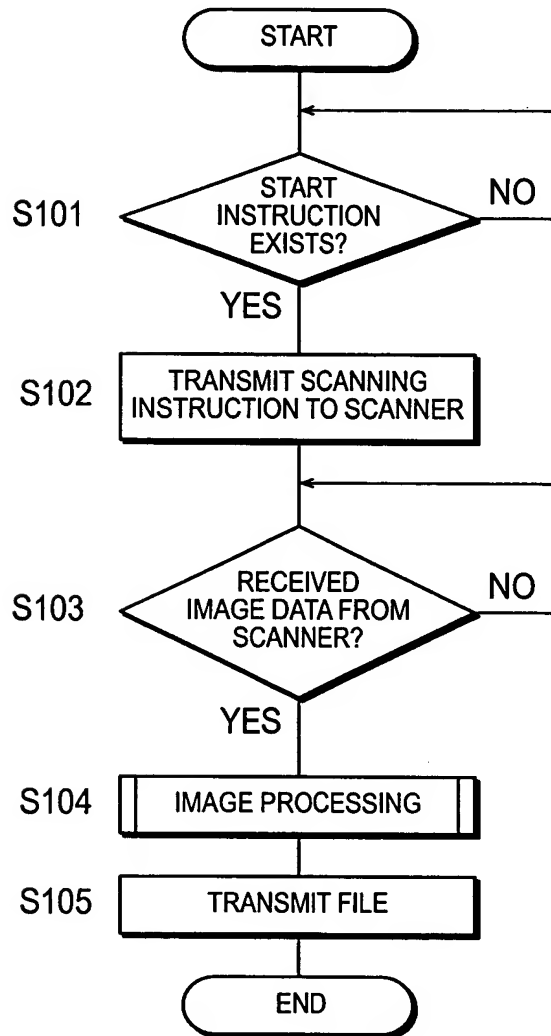 START
S101
START
INSTRUCTION
EXISTS?
NO
YES
S102
TRANSMIT SCANNING
INSTRUCTION TO SCANNER
S103
RECEIVED
IMAGE DATA FROM
SCANNER?
NO
YES
S104
IMAGE PROCESSING
S105
TRANSMIT FILE
END